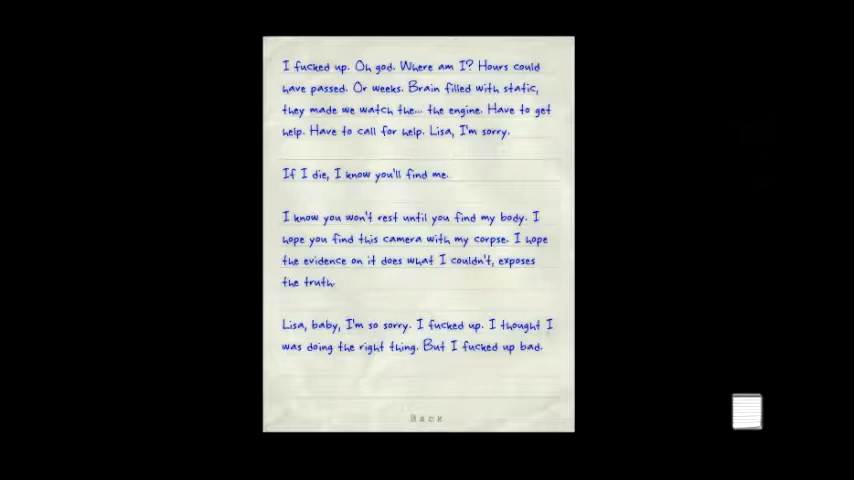 I fucked up. Oh god. Where am I? Hours could
have passed. Or weeks. Brain filled with static,
they made we watch the... the engine. Have to get
help. Have to call for help. Lisa, I'm sorry.
If I die, I know you'll find me.
I know you won't rest until you find my body. I
hope you find this camera with my corpse. I hope
the evidence on it does what I couldn't, exposes
the truth.
Lisa, baby, I'm so sorry. I fucked up. I thought I
was doing the right thing. But I fucked up bad.
Back